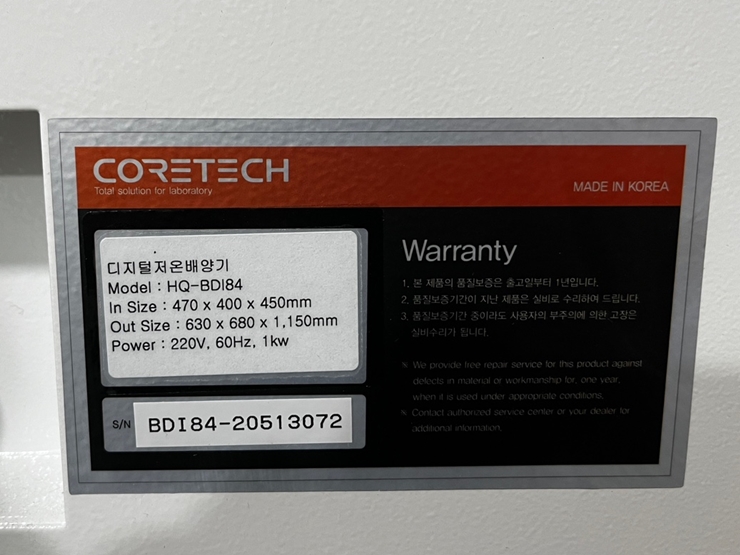 CORETECH
Total solution for laboratory
MADE IN KOREA
디지털저온배양기
Model : HQ-BDI84
In Size : 470 x 400 x 450mm
Out Size : 630 x 680 x 1,150mm
Power : 220V, 60Hz, 1kw
S/N BDI84-20513072
Warranty
1. 본 제품의 품질보증은 출고일부터 1년입니다.
2. 품질보증기간이 지난 제품은 실비로 수리하여 드립니다.
3. 품질보증기간 중이라도 사용자의 부주의에 의한 고장은
실비수리가 됩니다.
※ We provide free repair service for this product against
defects in material or workmanship for, one year,
when it is used under appropriate conditions.
※ Contact authorized service center or your dealer for
additional information.